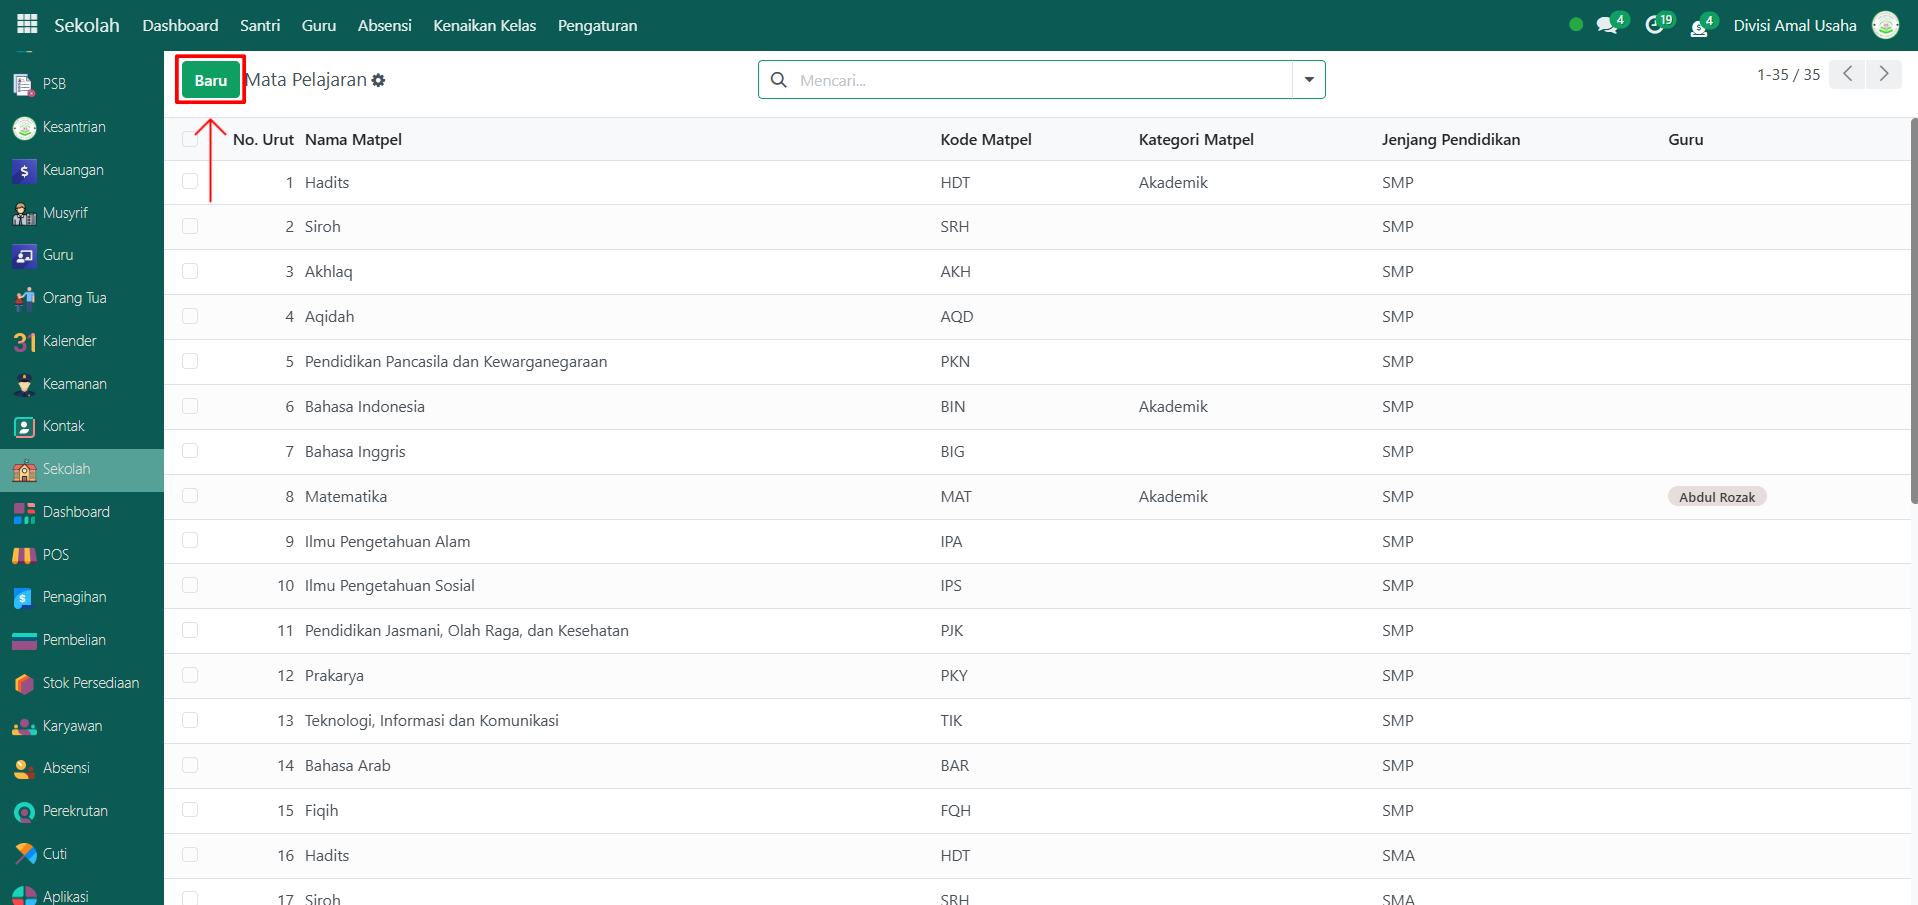 Sekolah Dashboard Santri Guru Absensi Kenaikan Kelas Pengaturan 4 19 4 Divisi Amal Usaha
PSB
Kesantrian
Keuangan
Musyrif
Guru
Orang Tua
31 Kalender
Keamanan
Kontak
Sekolah
Dashboard
POS
Penagihan
Pembelian
Stok Persediaan
Karyawan
Absensi
Perekrutan
Cuti
Aplikasi
Baru Mata Pelajaran Mencari... 1-35 / 35
No. Urut Nama Matpel Kode Matpel Kategori Matpel Jenjang Pendidikan Guru
1 Hadits HDT Akademik SMP
2 Siroh SRH SMP
3 Akhlaq AKH SMP
4 Aqidah AQD SMP
5 Pendidikan Pancasila dan Kewarganegaraan PKN SMP
6 Bahasa Indonesia BIN Akademik SMP
7 Bahasa Inggris BIG SMP
8 Matematika MAT Akademik SMP Abdul Rozak
9 Ilmu Pengetahuan Alam IPA SMP
10 Ilmu Pengetahuan Sosial IPS SMP
11 Pendidikan Jasmani, Olah Raga, dan Kesehatan PJK SMP
12 Prakarya PKY SMP
13 Teknologi, Informasi dan Komunikasi TIK SMP
14 Bahasa Arab BAR SMP
15 Fiqih FQH SMP
16 Hadits HDT SMA
17 Siroh SRH SMA